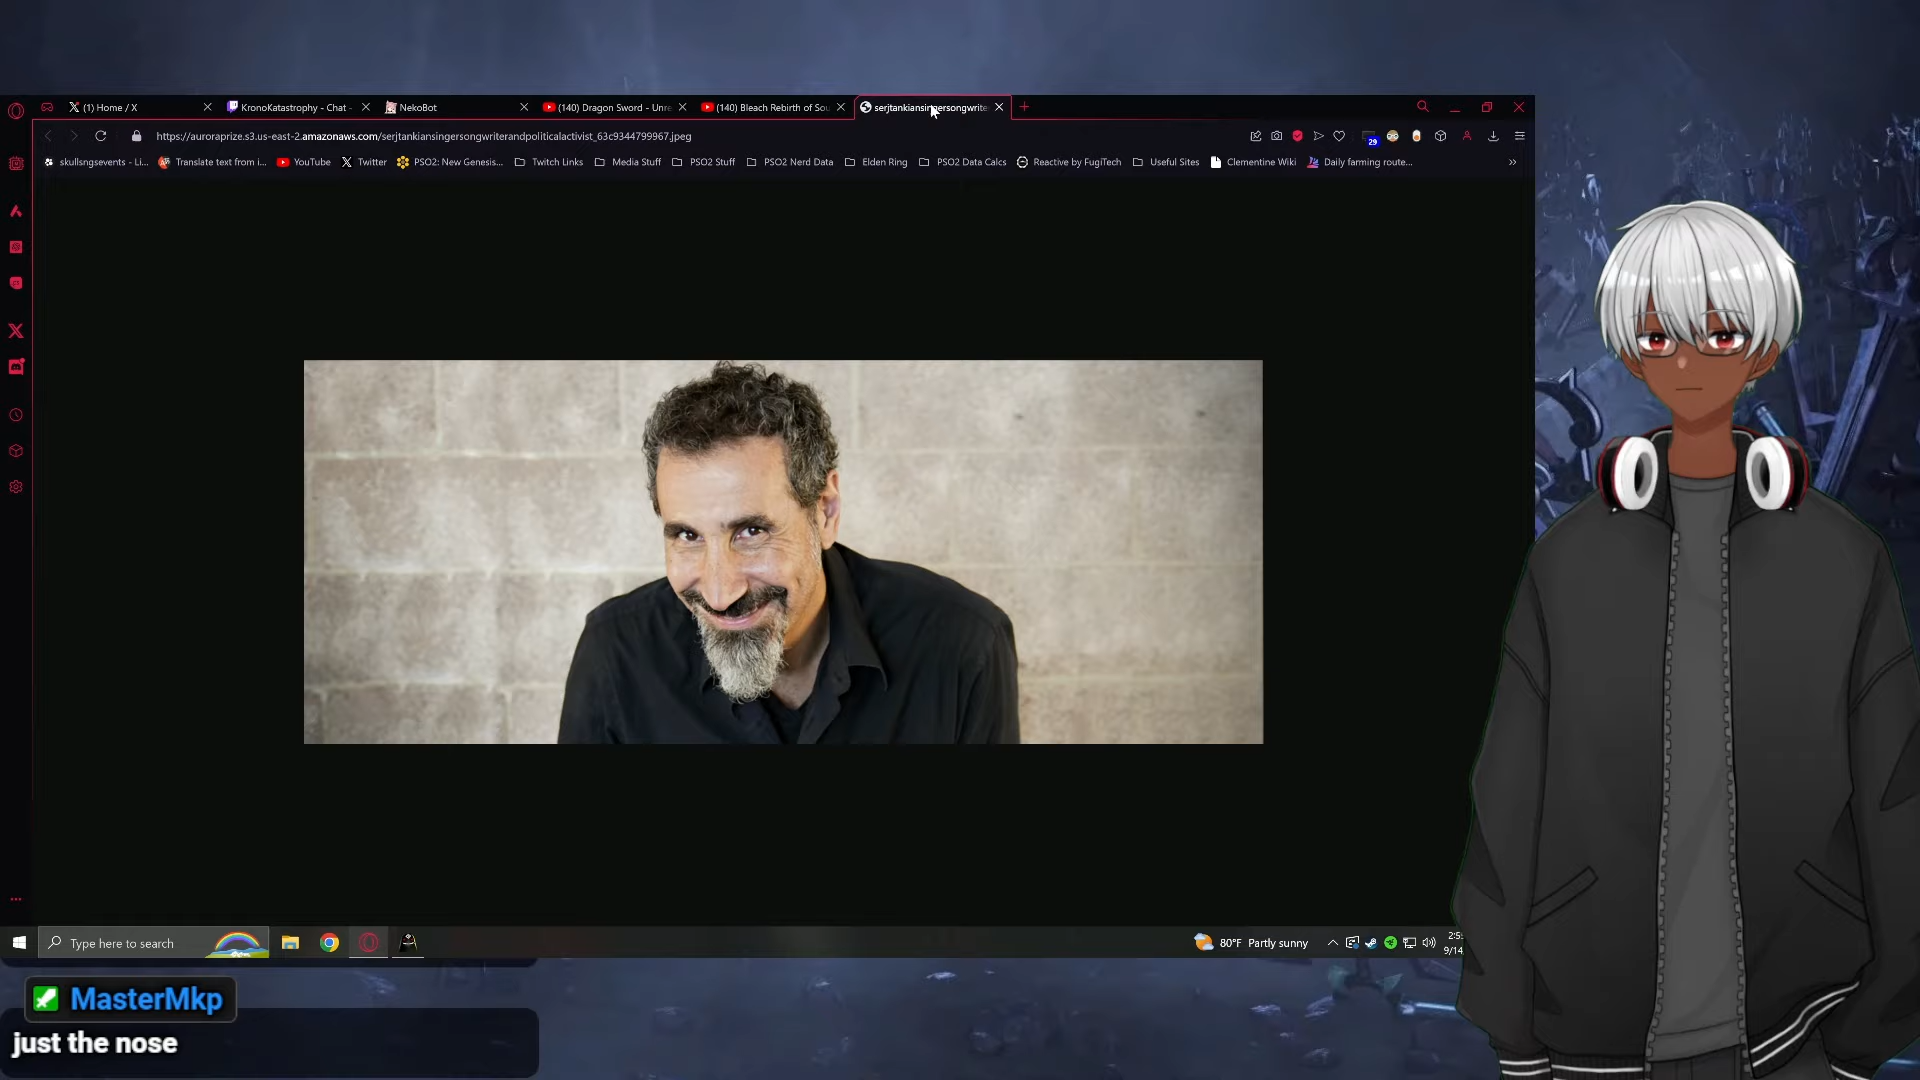 (1) Home / X
KronoKatastrophy - Chat -
NekoBot
(140) Dragon Sword - Unre
(140) Bleach Rebirth of Sou
serjtankiansingersongwrite
https://auroraprize.s3.us-east-2.amazonaws.com/serjtankiansingersongwriterandpoliticalactivist_63c9344799967.jpeg
29
skullsngsevents - Li...
Translate text from i...
YouTube
Twitter
PSO2: New Genesis...
Twitch Links
Media Stuff
PSO2 Stuff
PSO2 Nerd Data
Elden Ring
PSO2 Data Calcs
Reactive by FugiTech
Useful Sites
Clementine Wiki
Daily farming route...
»
Type here to search
80°F Partly sunny
2:5
9/14
MasterMkp
just the nose